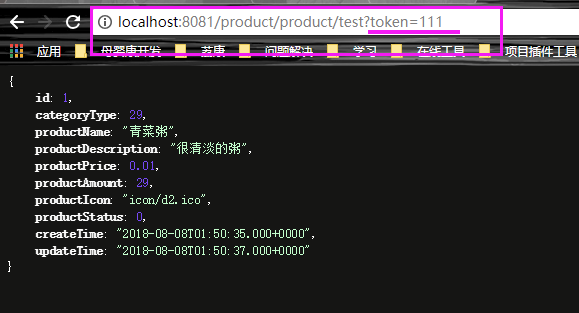 localhost:8081/product/product/test?token=111
应用 母婴康开发 蓝康 问题解决 学习 在线工具 项目插件工具
{
id: 1,
categoryType: 29,
productName: "青菜粥",
productDescription: "很清淡的粥",
productPrice: 0.01,
productAmount: 29,
productIcon: "icon/d2.ico",
productStatus: 0,
createTime: "2018-08-08T01:50:35.000+0000",
updateTime: "2018-08-08T01:50:37.000+0000"
}